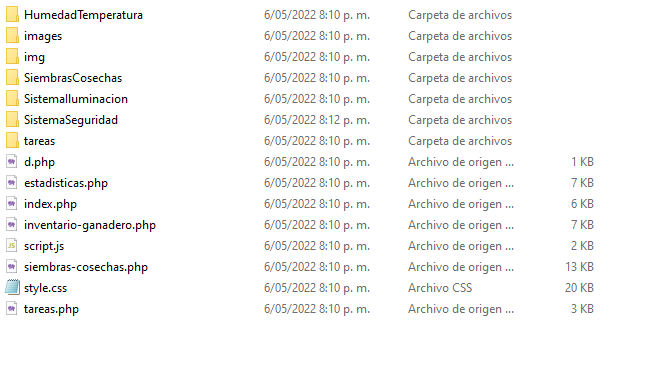 HumedadTemperatura 6/05/2022 8:10 p. m. Carpeta de archivos
images 6/05/2022 8:10 p. m. Carpeta de archivos
img 6/05/2022 8:10 p. m. Carpeta de archivos
SiembrasCosechas 6/05/2022 8:10 p. m. Carpeta de archivos
SistemaIluminacion 6/05/2022 8:10 p. m. Carpeta de archivos
SistemaSeguridad 6/05/2022 8:12 p. m. Carpeta de archivos
tareas 6/05/2022 8:10 p. m. Carpeta de archivos
d.php 6/05/2022 8:10 p. m. Archivo de origen ... 1 KB
estadisticas.php 6/05/2022 8:10 p. m. Archivo de origen ... 7 KB
index.php 6/05/2022 8:10 p. m. Archivo de origen ... 6 KB
inventario-ganadero.php 6/05/2022 8:10 p. m. Archivo de origen ... 7 KB
JS script.js 6/05/2022 8:10 p. m. Archivo de origen ... 2 KB
siembras-cosechas.php 6/05/2022 8:10 p. m. Archivo de origen ... 13 KB
style.css 6/05/2022 8:10 p. m. Archivo CSS 20 KB
tareas.php 6/05/2022 8:10 p. m. Archivo de origen ... 3 KB